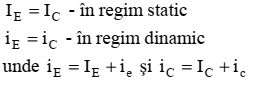 I_E = I_C - în regim static
i_E = i_C - în regim dinamic
unde i_E = I_E + i_e şi i_C = I_C + i_c